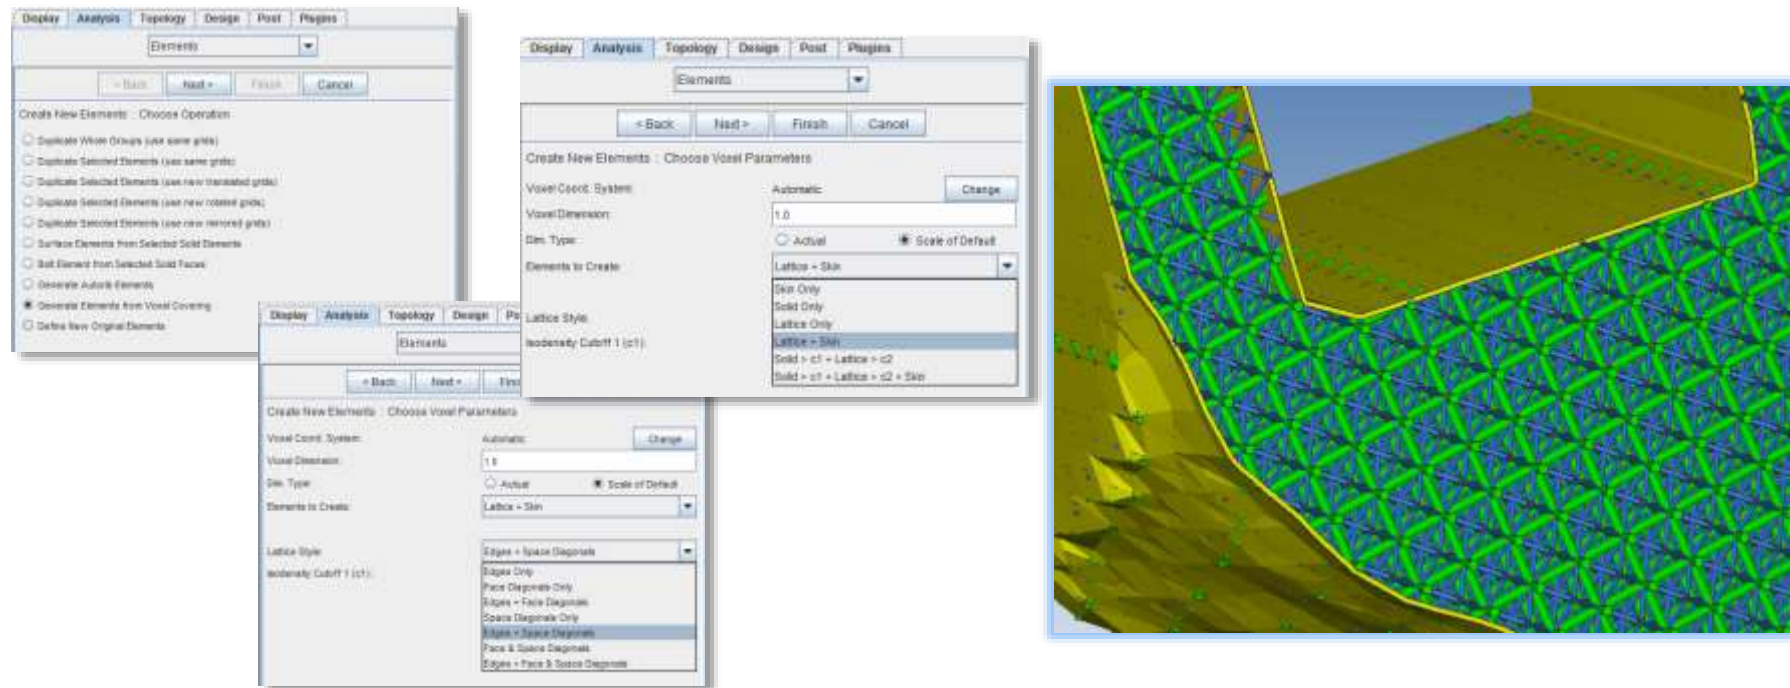 Display Analysis Topology Design Post Plugins
Elements
< Back Next > Finish Cancel
Create New Elements : Choose Operation
Duplicate Whole Groups (use same grids)
Duplicate Selected Elements (use same grids)
Duplicate Selected Elements (use new translated grids)
Duplicate Selected Elements (use new rotated grids)
Duplicate Selected Elements (use new mirrored grids)
Surface Elements from Selected Solid Elements
Bolt Element from Selected Solid Faces
Generate Autorib Elements
Generate Elements from Voxel Covering
Define New Original Elements
Display Analysis Topology Design Po
Elements
< Back Next > Finis
Create New Elements : Choose Voxel Parameters
Voxel Coord. System: Automatic Change
Voxel Dimension: 1.0
Dim. Type: Actual Scale of Default
Elements to Create: Lattice + Skin
Lattice Style: Edges + Space Diagonals
Isodensity Cutoff 1 (c1):
Edges Only
Face Diagonals Only
Edges + Face Diagonals
Space Diagonals Only
Edges + Space Diagonals
Face & Space Diagonals
Edges + Face & Space Diagonals
Display Analysis Topology Design Post Plugins
Elements
< Back Next > Finish Cancel
Create New Elements : Choose Voxel Parameters
Voxel Coord. System: Automatic Change
Voxel Dimension: 1.0
Dim. Type: Actual Scale of Default
Elements to Create: Lattice + Skin
Skin Only
Solid Only
Lattice Style: Lattice Only
Isodensity Cutoff 1 (c1): Lattice + Skin
Solid > c1 + Lattice > c2
Solid > c1 + Lattice > c2 + Skin